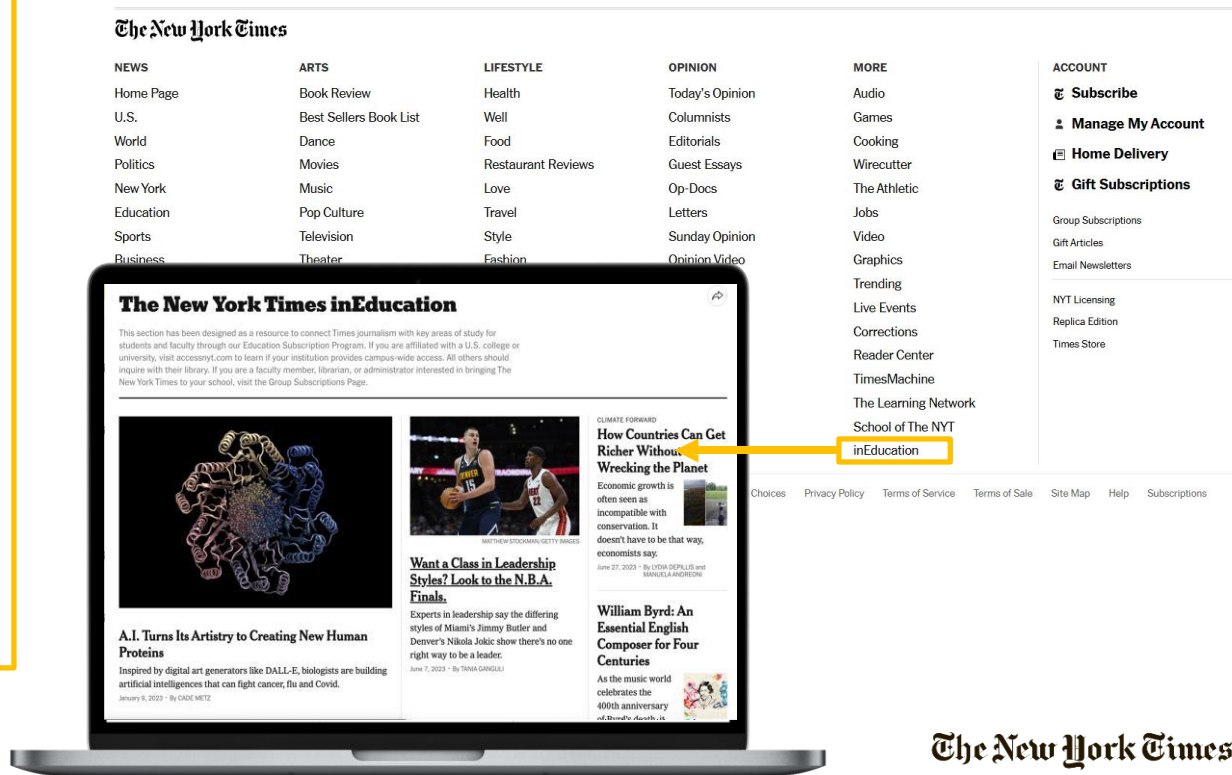 The New York Times
NEWS
Home Page
U.S.
World
Politics
New York
Education
Sports
Business
ARTS
Book Review
Best Sellers Book List
Dance
Movies
Music
Pop Culture
Television
Theater
LIFESTYLE
Health
Well
Food
Restaurant Reviews
Love
Travel
Style
Fashion
OPINION
Today's Opinion
Columnists
Editorials
Guest Essays
Op-Docs
Letters
Sunday Opinion
Opinion Video
MORE
Audio
Games
Cooking
Wirecutter
The Athletic
Jobs
Video
Graphics
Trending
Live Events
Corrections
Reader Center
TimesMachine
The Learning Network
School of The NYT
inEducation
ACCOUNT
Subscribe
Manage My Account
Home Delivery
Gift Subscriptions
Group Subscriptions
Gift Articles
Email Newsletters
NYT Licensing
Replica Edition
Times Store
Choices Privacy Policy Terms of Service Terms of Sale Site Map Help Subscriptions
The New York Times inEducation
This section has been designed as a resource to connect Times journalism with key areas of study for
students and faculty through our Education Subscription Program. If you are affiliated with a U.S. college or
university, visit accessnyt.com to learn if your institution provides campus-wide access. All others should
inquire with their library. If you are a faculty member, librarian, or administrator interested in bringing The
New York Times to your school, visit the Group Subscriptions Page.
A.I. Turns Its Artistry to Creating New Human
Proteins
Inspired by digital art generators like DALL-E, biologists are building
artificial intelligences that can fight cancer, flu and Covid.
January 9, 2023 - By CADE METZ
DENVER
15
MATTHEW STOCKMAN/GETTY IMAGES
Want a Class in Leadership
Styles? Look to the N.B.A.
Finals.
Experts in leadership say the differing
styles of Miami's Jimmy Butler and
Denver's Nikola Jokic show there's no one
right way to be a leader.
June 7, 2023 - By TANIA GANGULI
CLIMATE FORWARD
How Countries Can Get
Richer Without
Wrecking the Planet
Economic growth is
often seen as
incompatible with
conservation. It
doesn't have to be that way,
economists say.
June 27, 2023 - By LYDIA DEPILLIS and
MANUELA ANDREONI
William Byrd: An
Essential English
Composer for Four
Centuries
As the music world
celebrates the
400th anniversary
of Byrd's death, it
The New York Times